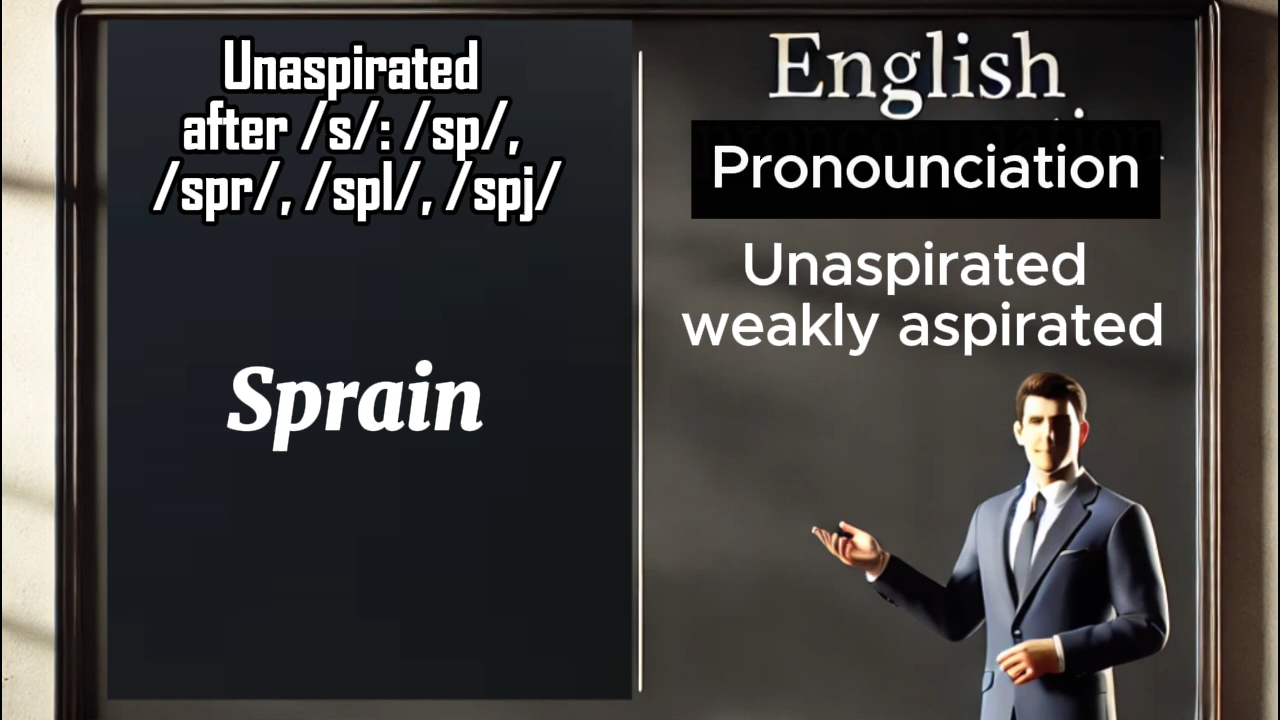 Unaspirated
after /s/: /sp/,
/spr/, /spl/, /spj/
Sprain
English
Pronounciation
Unaspirated
weakly aspirated